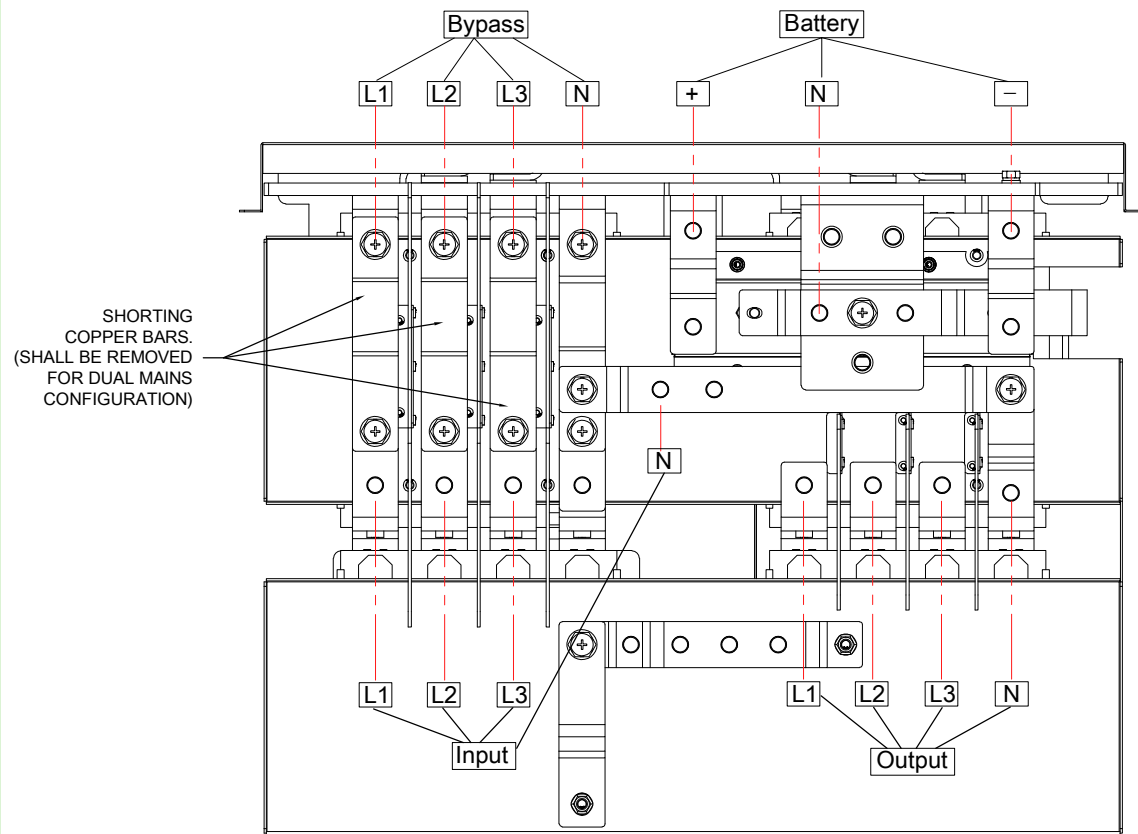 Bypass
Battery
L1 L2 L3 N + N −
SHORTING
COPPER BARS.
(SHALL BE REMOVED
FOR DUAL MAINS
CONFIGURATION)
N
L1 L2 L3 L1 L2 L3 N
Input
Output